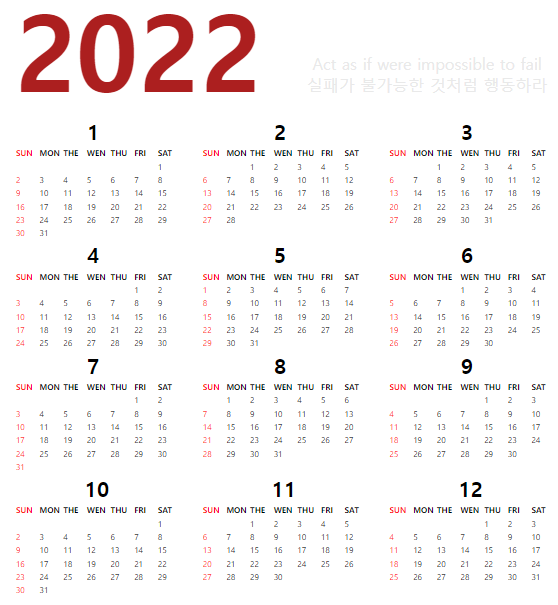 2022
Act as if were impossible to fail
실패가 불가능한 것처럼 행동하라
1
SUN MON THE WEN THU FRI SAT
1
2 3 4 5 6 7 8
9 10 11 12 13 14 15
16 17 18 19 20 21 22
23 24 25 26 27 28 29
30 31
2
SUN MON THE WEN THU FRI SAT
1 2 3 4 5
6 7 8 9 10 11 12
13 14 15 16 17 18 19
20 21 22 23 24 25 26
27 28
3
SUN MON THE WEN THU FRI SAT
1 2 3 4 5
6 7 8 9 10 11 12
13 14 15 16 17 18 19
20 21 22 23 24 25 26
27 28 29 30 31
4
SUN MON THE WEN THU FRI SAT
1 2
3 4 5 6 7 8 9
10 11 12 13 14 15 16
17 18 19 20 21 22 23
24 25 26 27 28 29 30
5
SUN MON THE WEN THU FRI SAT
1 2 3 4 5 6 7
8 9 10 11 12 13 14
15 16 17 18 19 20 21
22 23 24 25 26 27 28
29 30 31
6
SUN MON THE WEN THU FRI SAT
1 2 3 4
5 6 7 8 9 10 11
12 13 14 15 16 17 18
19 20 21 22 23 24 25
26 27 28 29 30
7
SUN MON THE WEN THU FRI SAT
1 2
3 4 5 6 7 8 9
10 11 12 13 14 15 16
17 18 19 20 21 22 23
24 25 26 27 28 29 30
31
8
SUN MON THE WEN THU FRI SAT
1 2 3 4 5 6
7 8 9 10 11 12 13
14 15 16 17 18 19 20
21 22 23 24 25 26 27
28 29 30 31
9
SUN MON THE WEN THU FRI SAT
1 2 3
4 5 6 7 8 9 10
11 12 13 14 15 16 17
18 19 20 21 22 23 24
25 26 27 28 29 30
10
SUN MON THE WEN THU FRI SAT
1
2 3 4 5 6 7 8
9 10 11 12 13 14 15
16 17 18 19 20 21 22
23 24 25 26 27 28 29
30 31
11
SUN MON THE WEN THU FRI SAT
1 2 3 4 5
6 7 8 9 10 11 12
13 14 15 16 17 18 19
20 21 22 23 24 25 26
27 28 29 30
12
SUN MON THE WEN THU FRI SAT
1 2 3
4 5 6 7 8 9 10
11 12 13 14 15 16 17
18 19 20 21 22 23 24
25 26 27 28 29 30 31